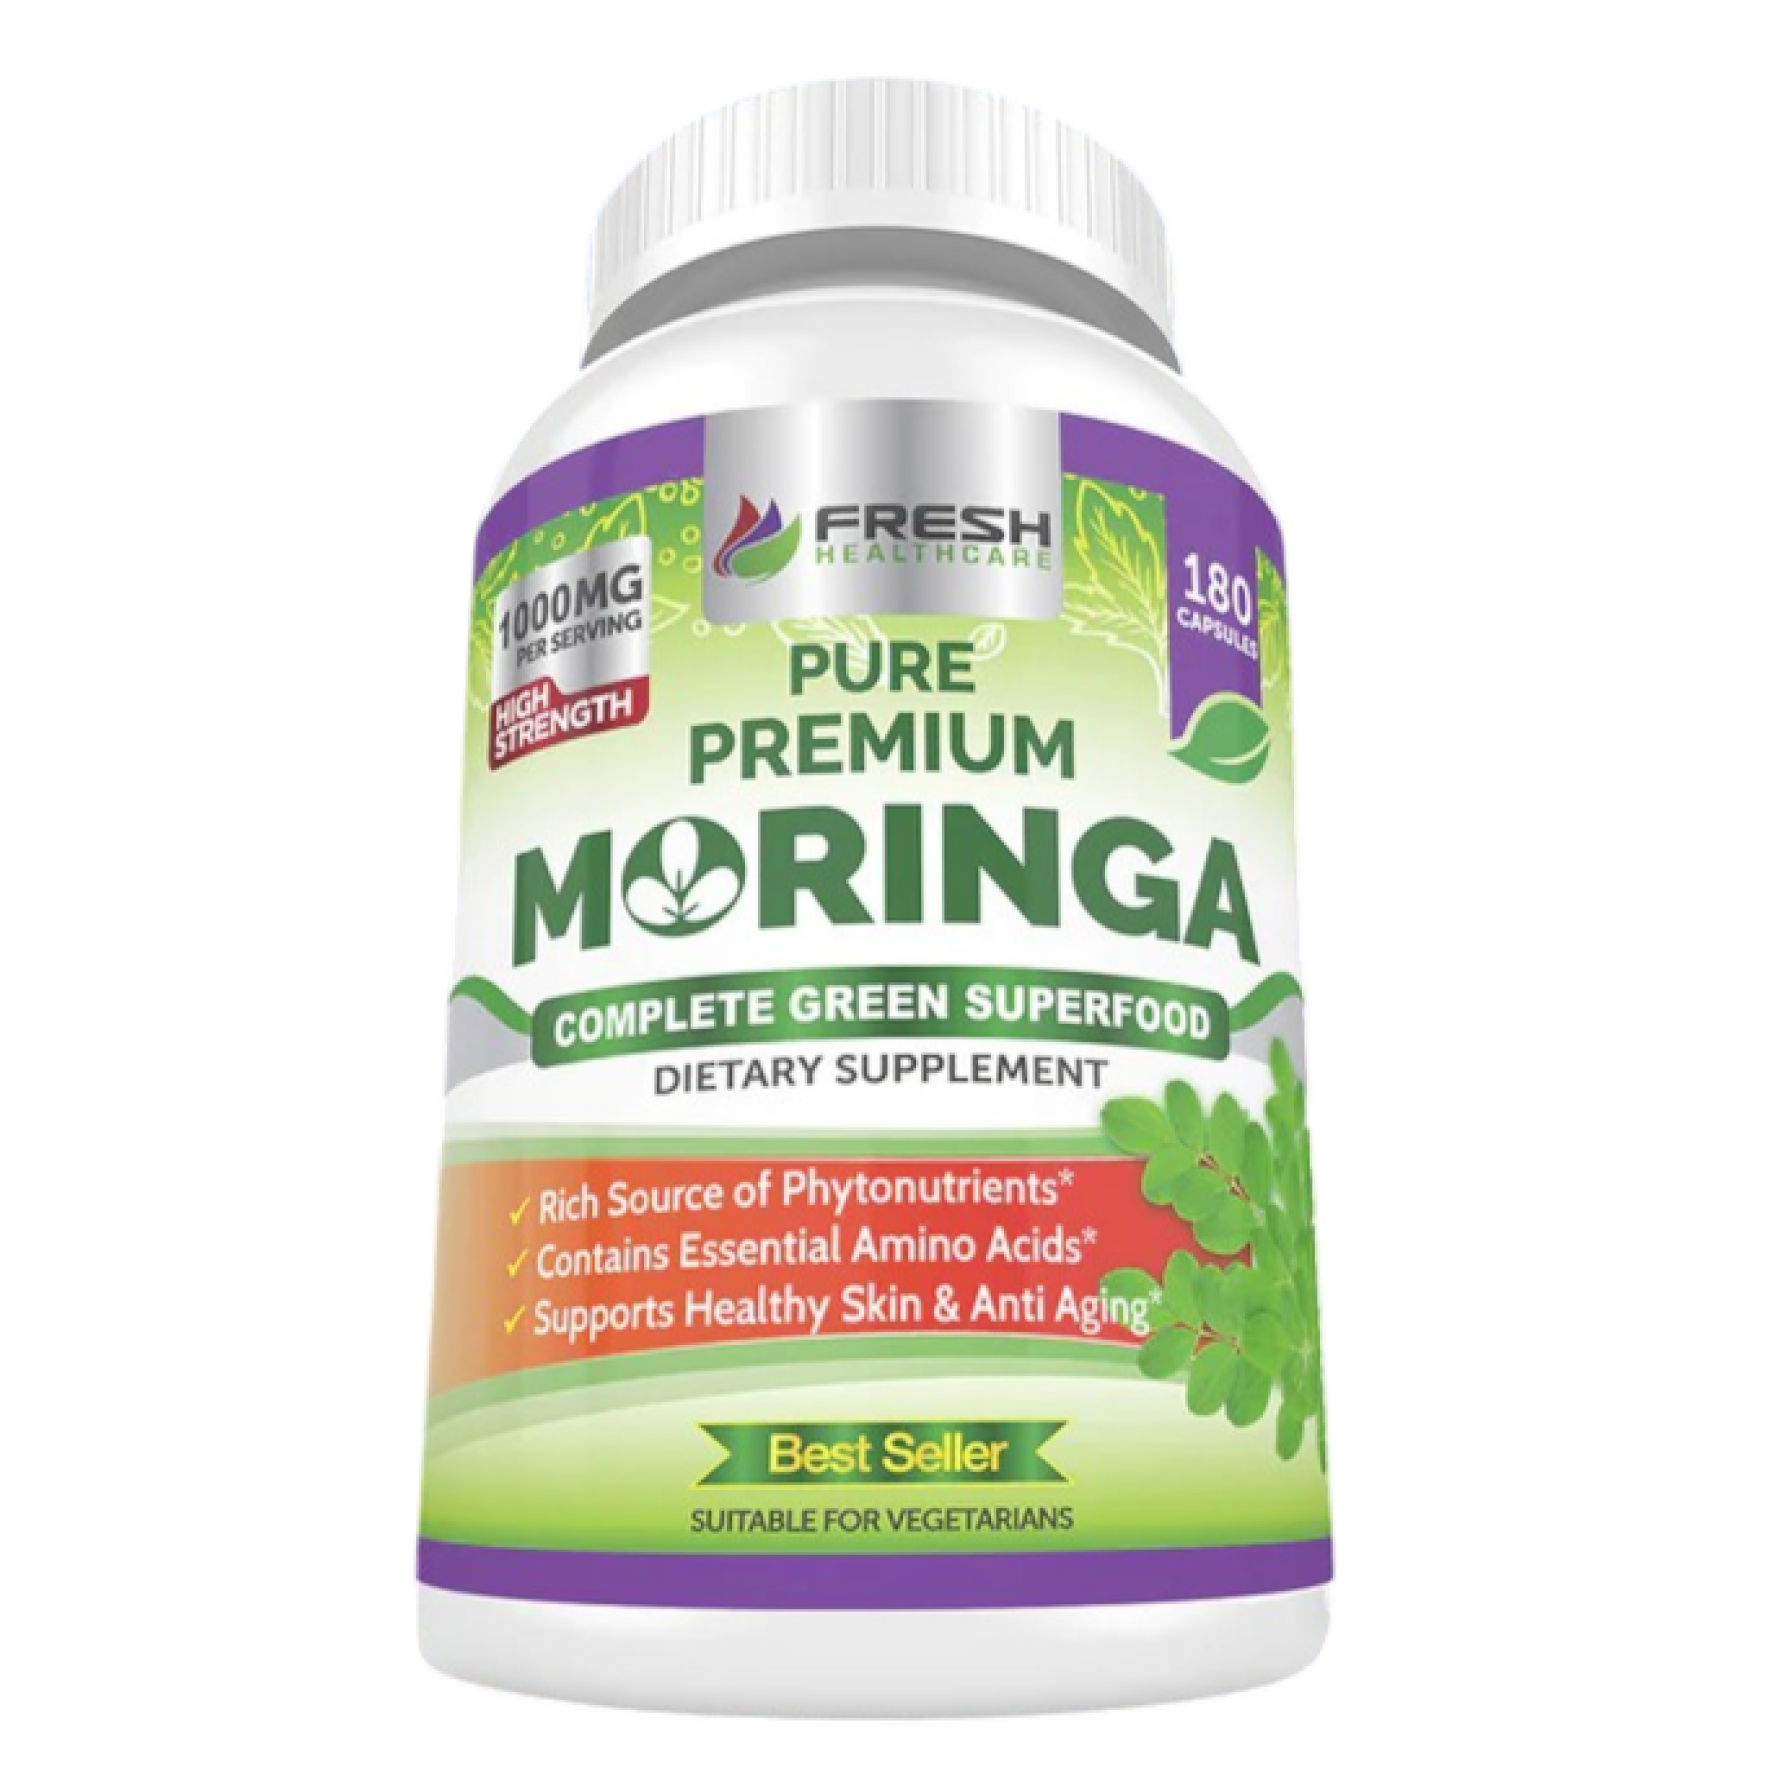 FRESH
HEALTHCARE
1000MG
PER SERVING
HIGH
STRENGTH
180
CAPSULES
PURE
PREMIUM
MORINGA
COMPLETE GREEN SUPERFOOD
DIETARY SUPPLEMENT
✓ Rich Source of Phytonutrients*
✓ Contains Essential Amino Acids*
✓ Supports Healthy Skin & Anti Aging*
Best Seller
SUITABLE FOR VEGETARIANS